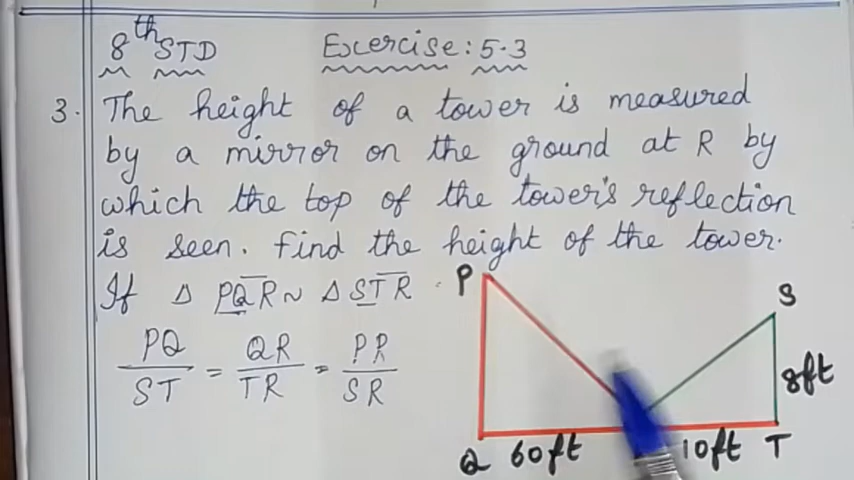 8th STD Exercise: 5.3
3. The height of a tower is measured
by a mirror on the ground at R by
which the top of the tower's reflection
is seen. Find the height of the tower.
If Δ PQR ~ Δ STR
PQ/ST = QR/TR = PR/SR
P
S
8ft
Q 60ft 10ft T